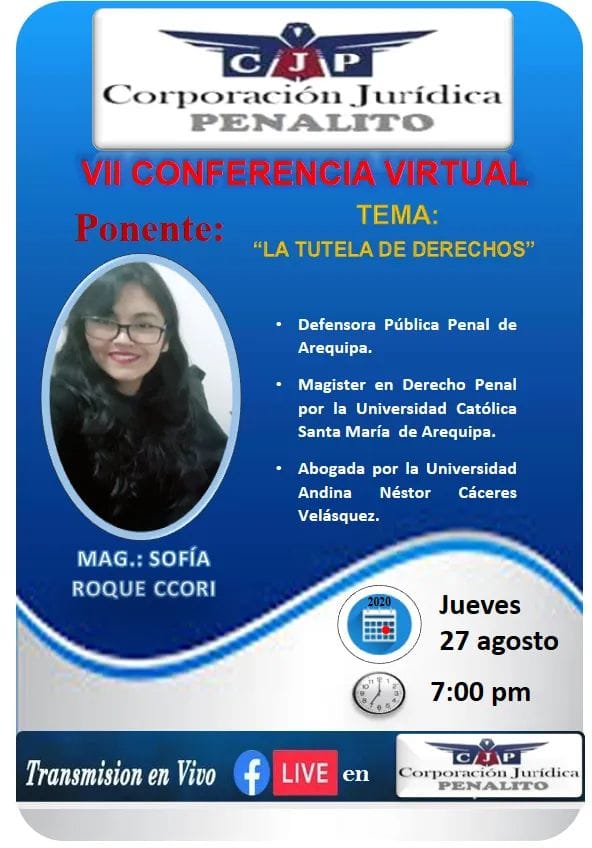 CJP
Corporación Jurídica
PENALITO
VII CONFERENCIA VIRTUAL
Ponente:
TEMA:
“LA TUTELA DE DERECHOS”
• Defensora Pública Penal de
Arequipa.
• Magister en Derecho Penal
por la Universidad Católica
Santa María de Arequipa.
• Abogada por la Universidad
Andina Néstor Cáceres
Velásquez.
MAG.: SOFÍA
ROQUE CCORI
2020
Jueves
27 agosto
7:00 pm
Transmision en Vivo f LIVE en
CJP
Corporación Jurídica
PENALITO